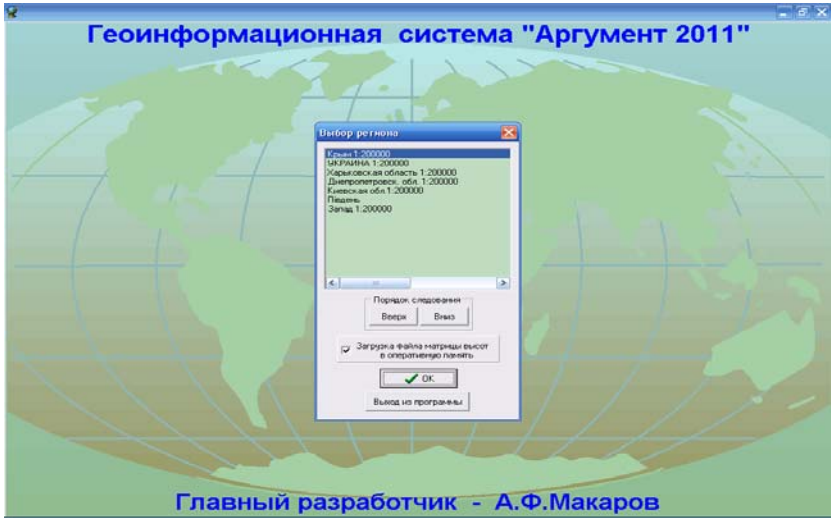 Геоинформационная система "Аргумент 2011"
Выбор региона
Крым 1:200000
УКРАИНА 1:200000
Харьковская область 1:200000
Днепропетровск. обл. 1:200000
Киевская обл 1:200000
Південь
Запад 1:200000
Порядок следования
Вверх Вниз
Загрузка файла матрицы высот
в оперативную память
OK
Выход из программы
Главный разработчик - А.Ф.Макаров